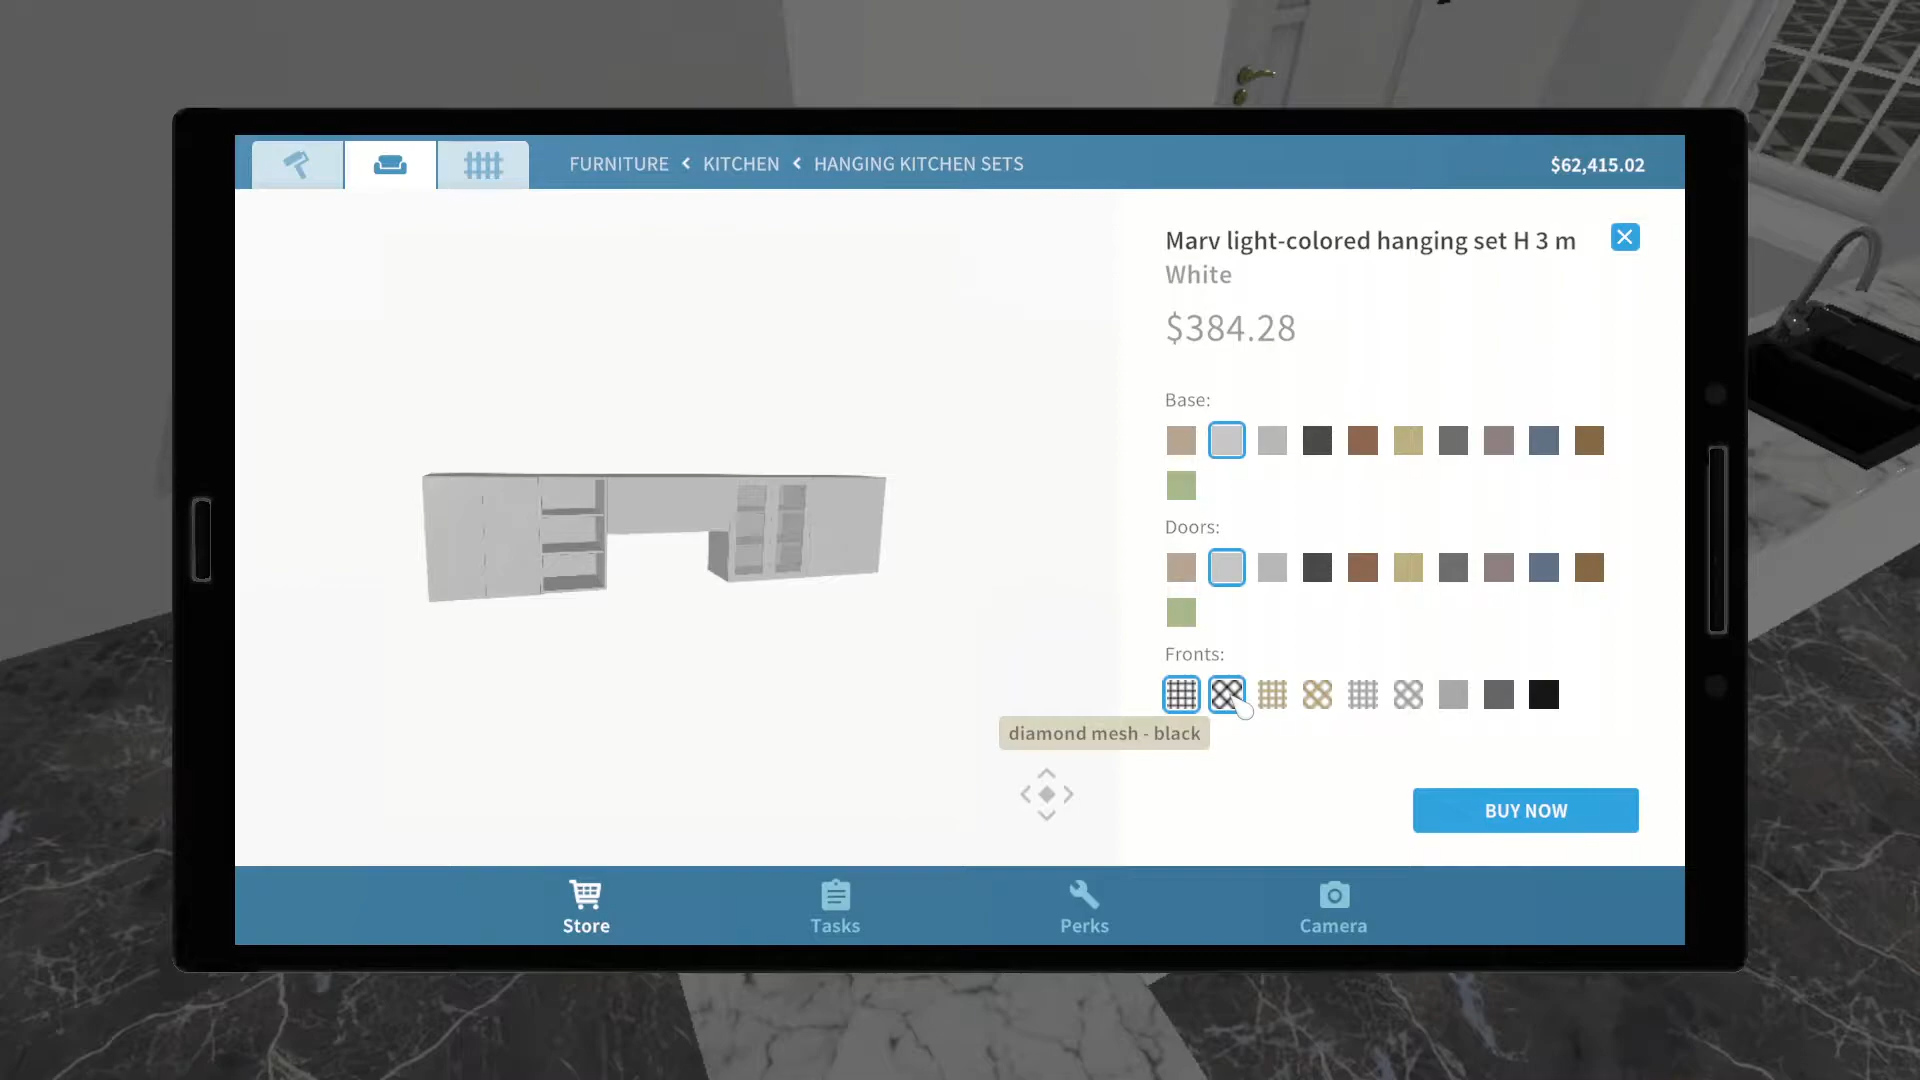 FURNITURE < KITCHEN < HANGING KITCHEN SETS
$62,415.02
Marv light-colored hanging set H 3 m
White
$384.28
Base:
Doors:
Fronts:
diamond mesh - black
BUY NOW
Store
Tasks
Perks
Camera